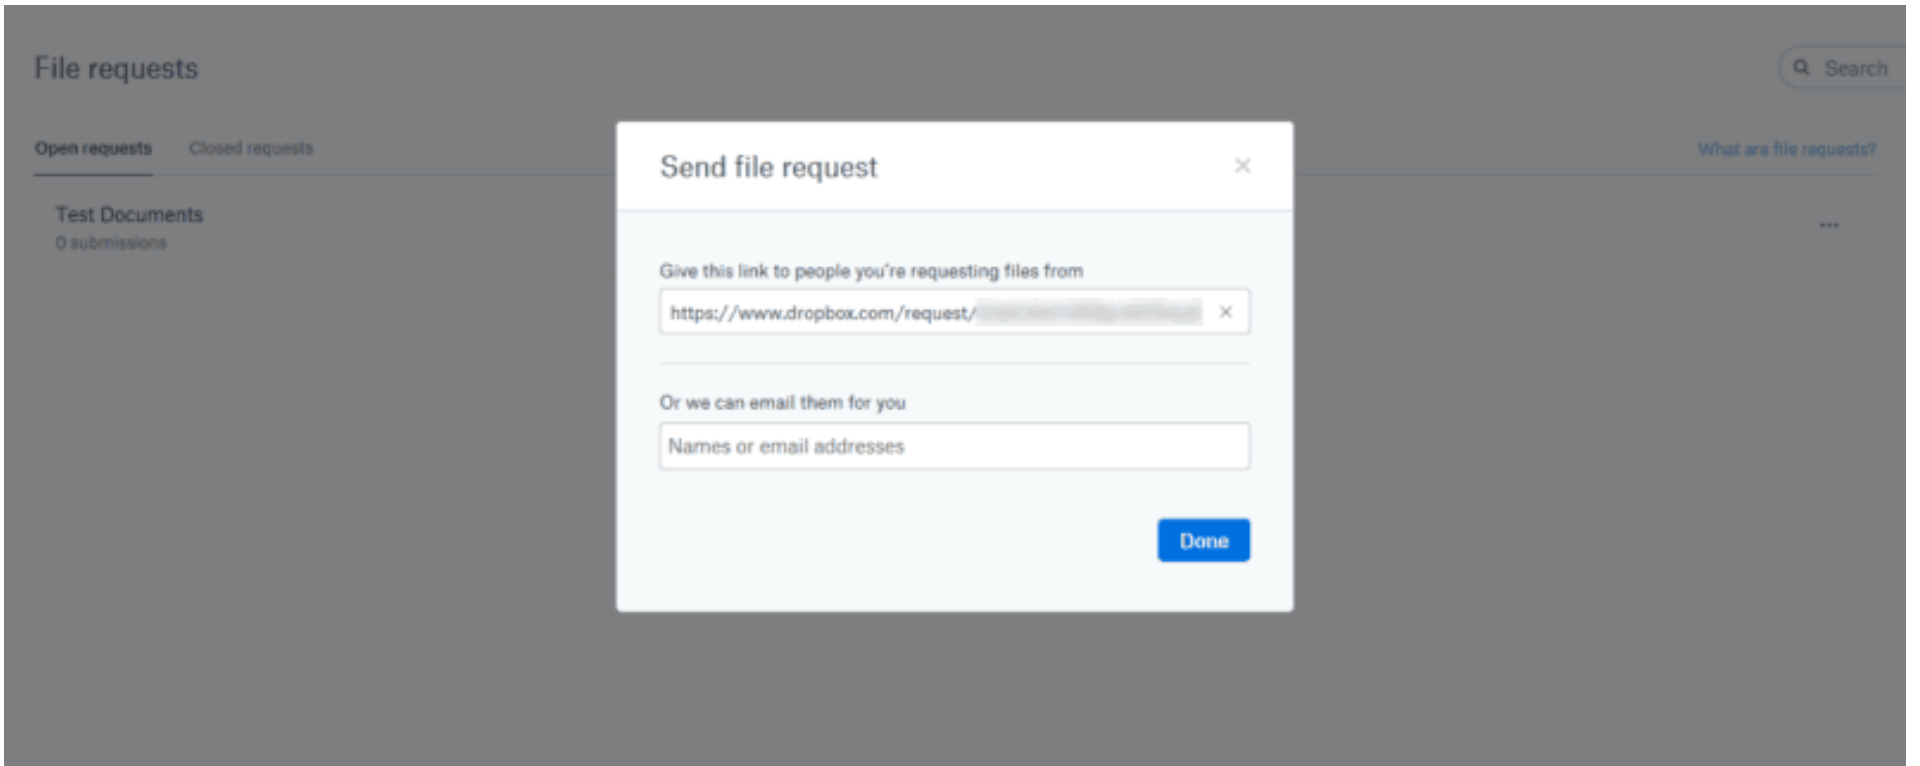 File requests
Search
Open requests
Closed requests
What are file requests?
Test Documents
0 submissions
...
Send file request
×
Give this link to people you're requesting files from
https://www.dropbox.com/request/
×
Or we can email them for you
Names or email addresses
Done